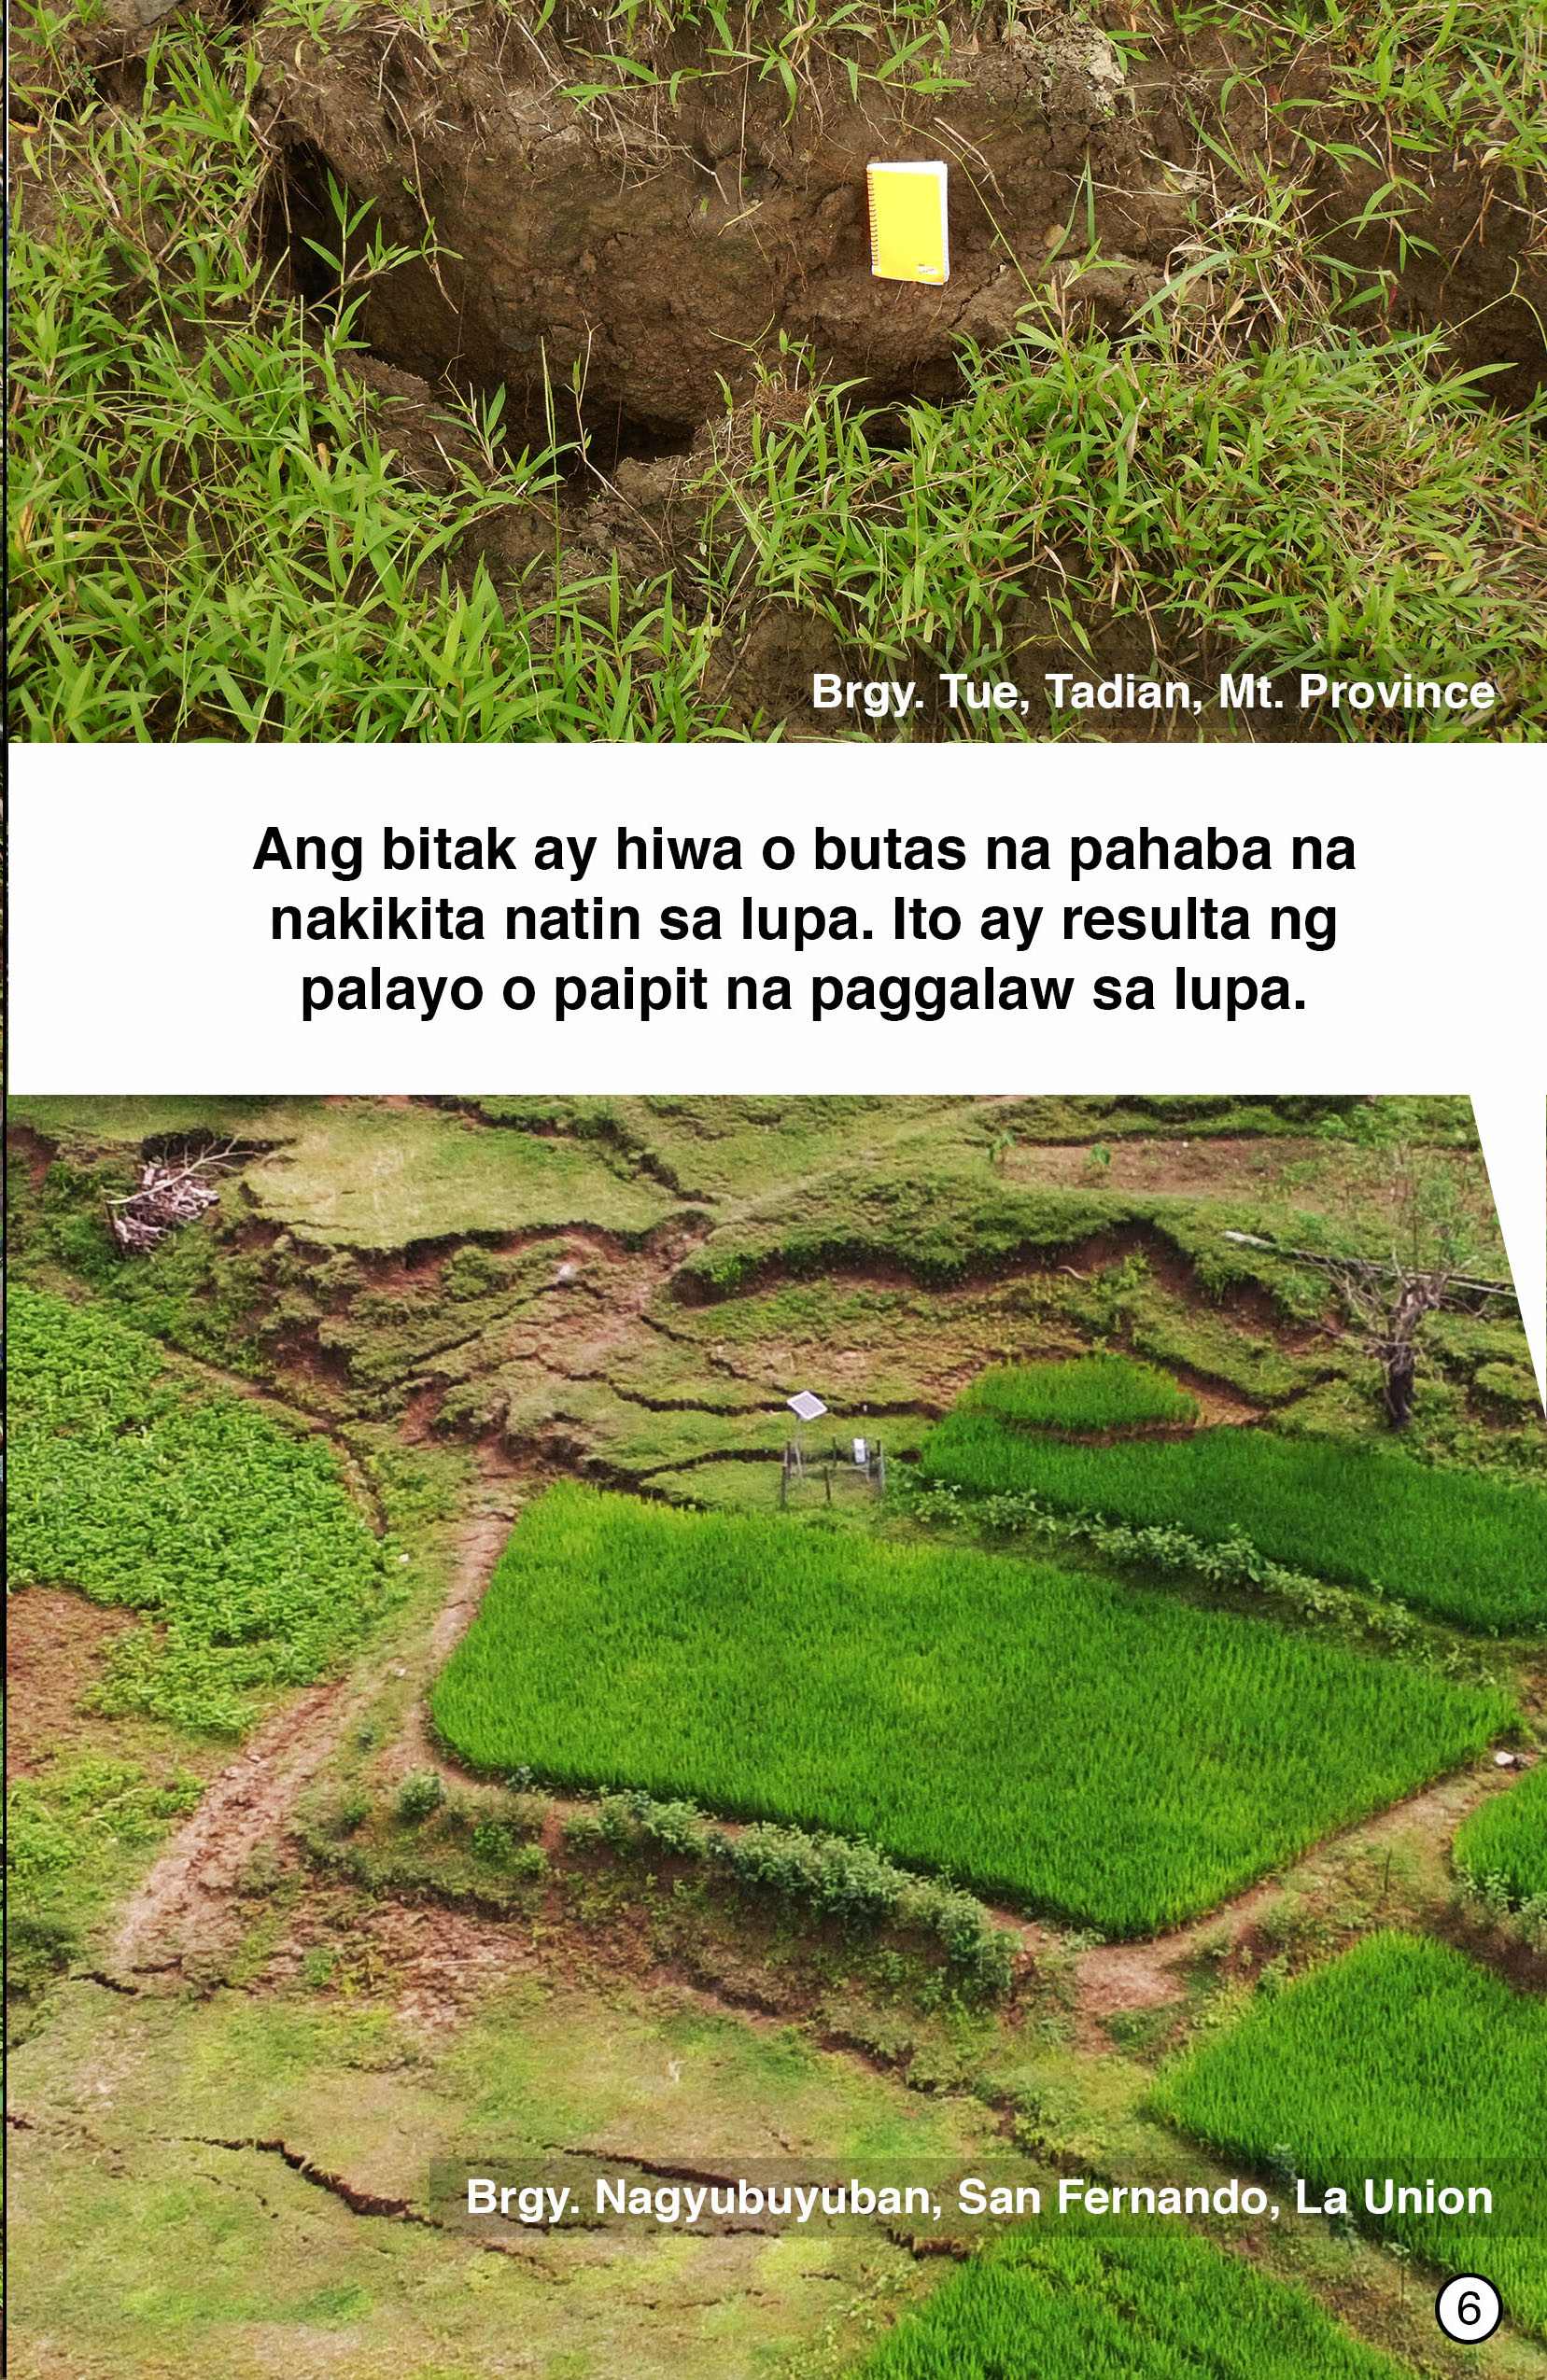 Brgy. Tue, Tadian, Mt. Province
Ang bitak ay hiwa o butas na pahaba na
nakikita natin sa lupa. Ito ay resulta ng
palayo o paipit na paggalaw sa lupa.
Brgy. Nagyubuyuban, San Fernando, La Union
6